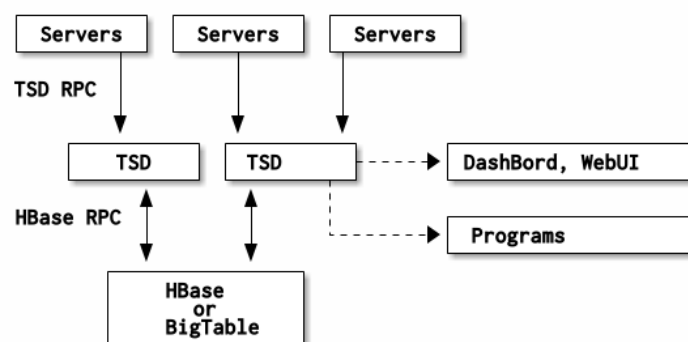 Servers
Servers
Servers
TSD RPC
TSD
TSD
DashBord, WebUI
HBase RPC
Programs
HBase
or
BigTable